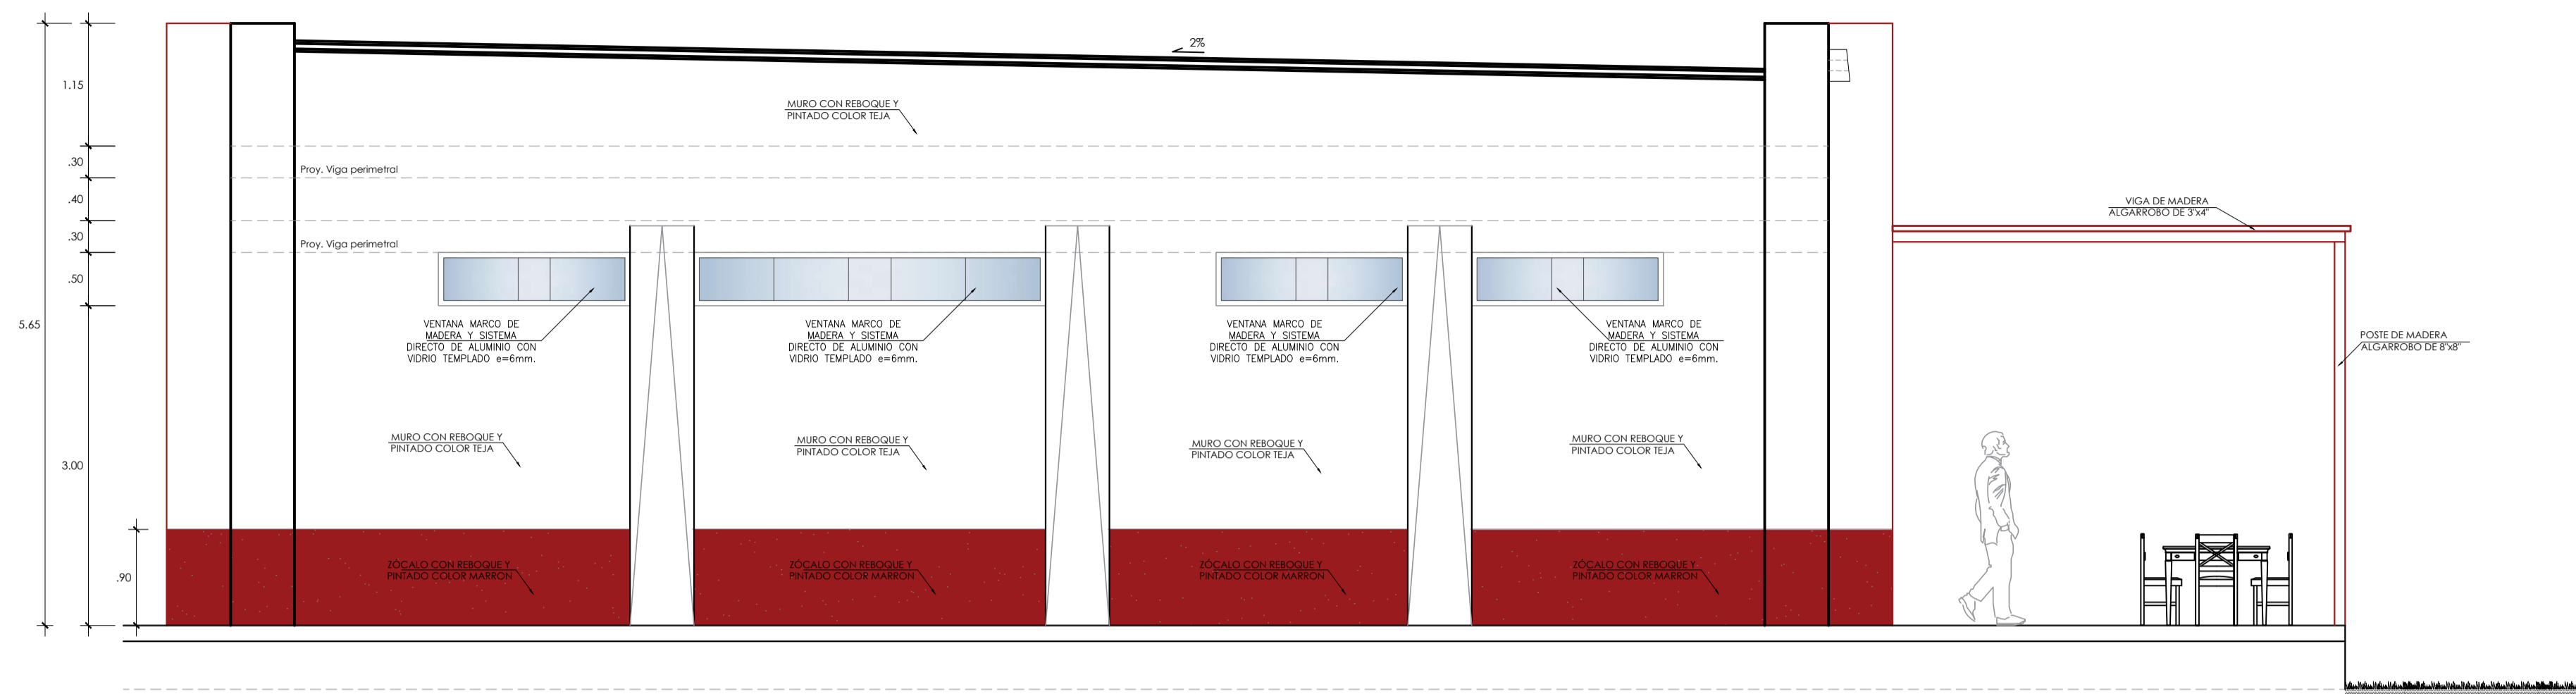 2%
1.15
MURO CON REBOQUE Y
PINTADO COLOR TEJA
.30
Proy. Viga perimetral
.40
VIGA DE MADERA
ALGARROBO DE 3"x4"
.30
Proy. Viga perimetral
.50
5.65
VENTANA MARCO DE
MADERA Y SISTEMA
DIRECTO DE ALUMINIO CON
VIDRIO TEMPLADO e=6mm.
VENTANA MARCO DE
MADERA Y SISTEMA
DIRECTO DE ALUMINIO CON
VIDRIO TEMPLADO e=6mm.
VENTANA MARCO DE
MADERA Y SISTEMA
DIRECTO DE ALUMINIO CON
VIDRIO TEMPLADO e=6mm.
VENTANA MARCO DE
MADERA Y SISTEMA
DIRECTO DE ALUMINIO CON
VIDRIO TEMPLADO e=6mm.
POSTE DE MADERA
ALGARROBO DE 8"x8"
3.00
MURO CON REBOQUE Y
PINTADO COLOR TEJA
MURO CON REBOQUE Y
PINTADO COLOR TEJA
MURO CON REBOQUE Y
PINTADO COLOR TEJA
MURO CON REBOQUE Y
PINTADO COLOR TEJA
.90
ZÓCALO CON REBOQUE Y
PINTADO COLOR MARRON
ZÓCALO CON REBOQUE Y
PINTADO COLOR MARRON
ZÓCALO CON REBOQUE Y
PINTADO COLOR MARRON
ZÓCALO CON REBOQUE Y
PINTADO COLOR MARRON